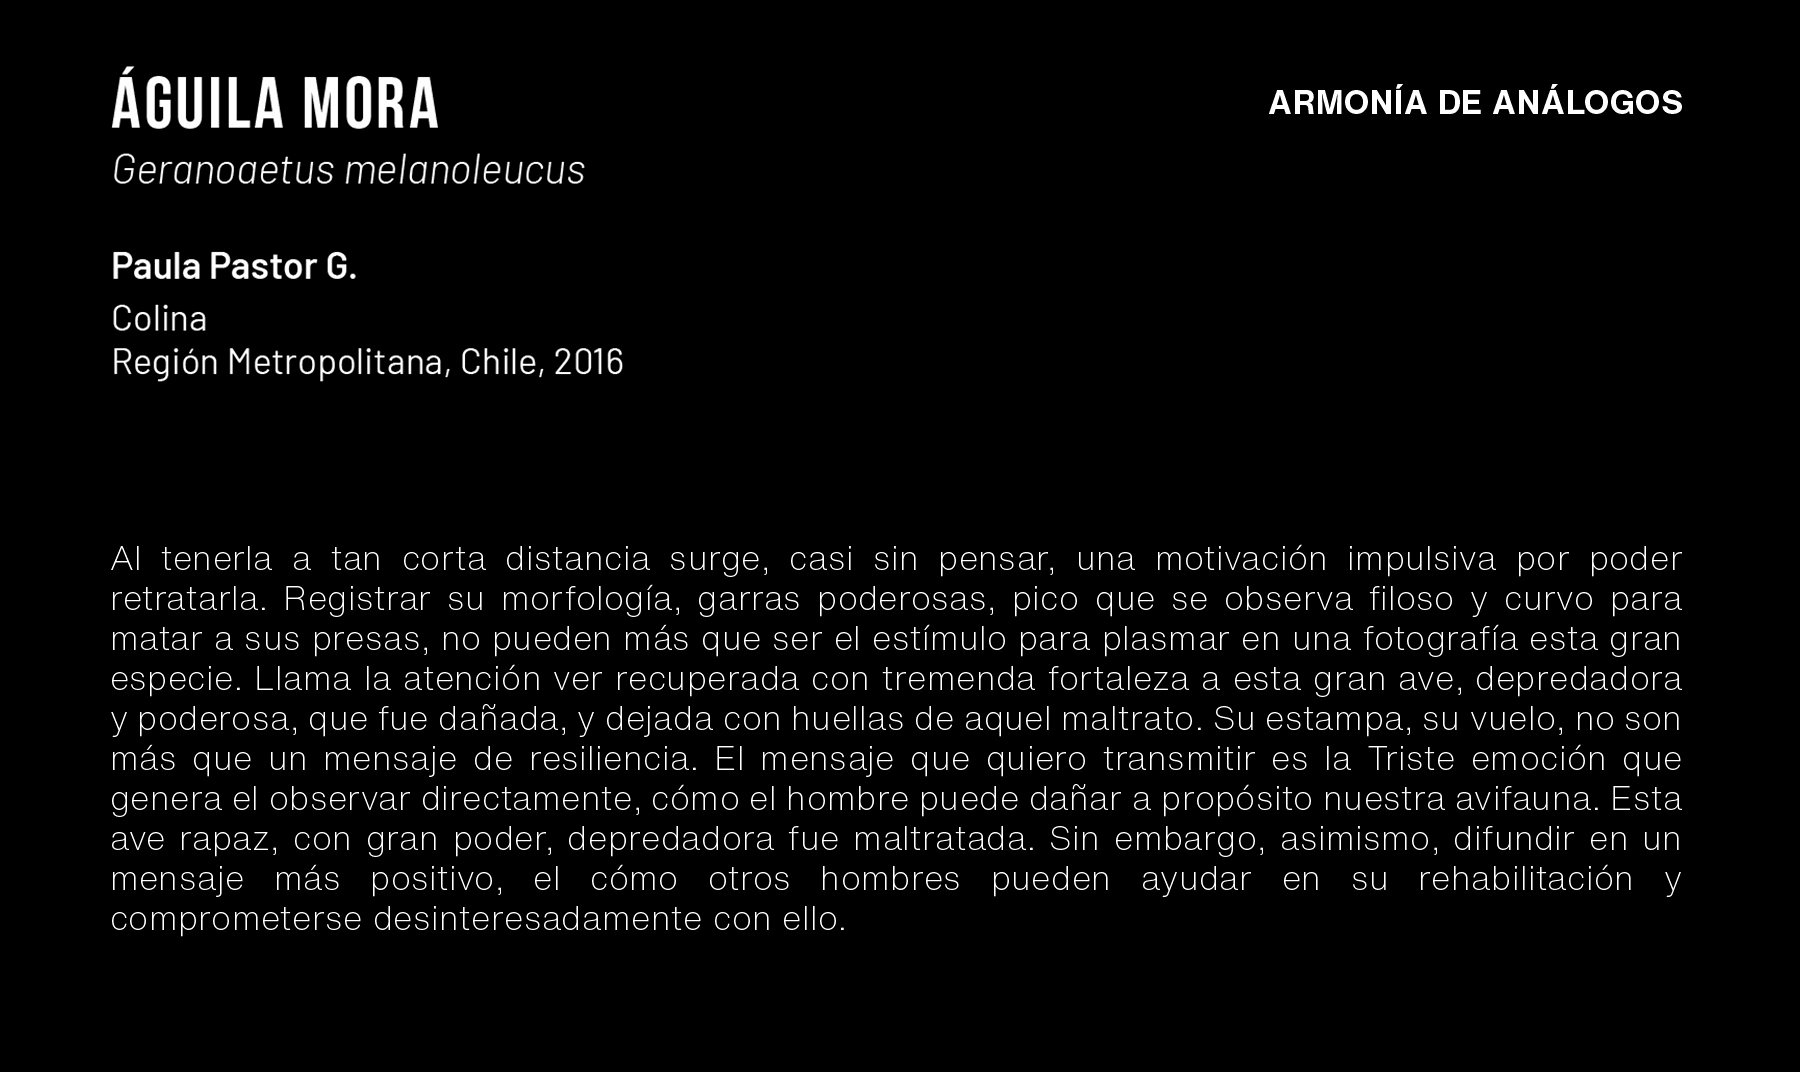 ÁGUILA MORA
ARMONÍA DE ANÁLOGOS
Geranoaetus melanoleucus
Paula Pastor G.
Colina
Región Metropolitana, Chile, 2016
Al tenerla a tan corta distancia surge, casi sin pensar, una motivación impulsiva por poder
retratarla. Registrar su morfología, garras poderosas, pico que se observa filoso y curvo para
matar a sus presas, no pueden más que ser el estímulo para plasmar en una fotografía esta gran
especie. Llama la atención ver recuperada con tremenda fortaleza a esta gran ave, depredadora
y poderosa, que fue dañada, y dejada con huellas de aquel maltrato. Su estampa, su vuelo, no son
más que un mensaje de resiliencia. El mensaje que quiero transmitir es la Triste emoción que
genera el observar directamente, cómo el hombre puede dañar a propósito nuestra avifauna. Esta
ave rapaz, con gran poder, depredadora fue maltratada. Sin embargo, asimismo, difundir en un
mensaje más positivo, el cómo otros hombres pueden ayudar en su rehabilitación y
comprometerse desinteresadamente con ello.